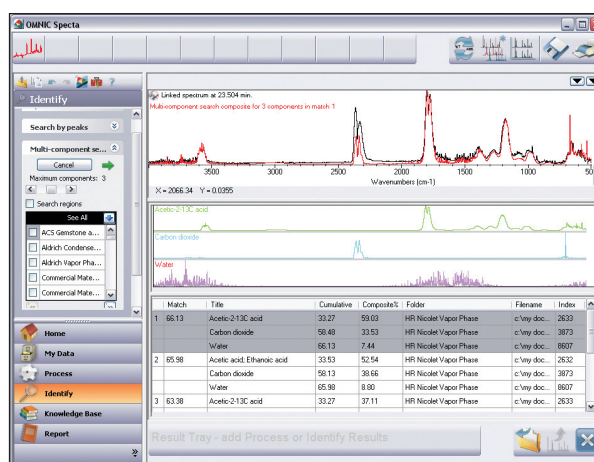 OMNIC Specta
Identify
Search by peaks
Multi-component se...
Cancel
Maximum components: 3
Search regions
See All
ACS Gemstone a...
Aldrich Condense...
Aldrich Vapor Pha...
Commercial Mate...
Commercial Mate...
Home
My Data
Process
Identify
Knowledge Base
Report
Linked spectrum at 23.504 min.
Multi-component search composite for 3 components in match 1
3500 3000 2500 2000 1500 1000 500
Wavenumbers (cm-1)
X = 2066.34 Y = 0.0355
Acetic-2-13C acid
Carbon dioxide
Water
Match Title Cumulative Composite% Folder Filename Index
1 66.13 Acetic-2-13C acid 33.27 59.03 HR Nicolet Vapor Phase c:\my doc... 2633
Carbon dioxide 58.48 33.53 HR Nicolet Vapor Phase c:\my doc... 3873
Water 66.13 7.44 HR Nicolet Vapor Phase c:\my doc... 8607
2 65.98 Acetic acid; Ethanoic acid 33.53 52.54 HR Nicolet Vapor Phase c:\my doc... 2632
Carbon dioxide 58.13 38.66 HR Nicolet Vapor Phase c:\my doc... 3873
Water 65.98 8.80 HR Nicolet Vapor Phase c:\my doc... 8607
3 63.38 Acetic-2-13C acid 33.27 37.11 HR Nicolet Vapor Phase c:\my doc... 2633
Result Tray - add Process or Identify Results